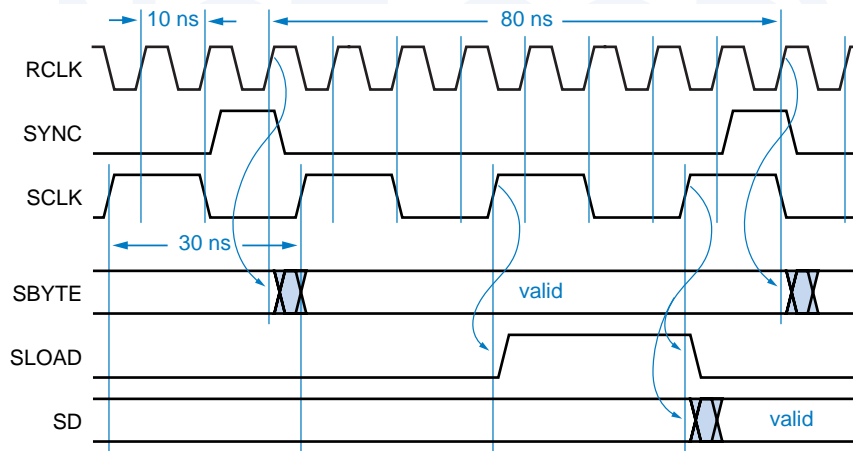 10 ns
80 ns
RCLK
SYNC
SCLK
30 ns
SBYTE
valid
SLOAD
SD
valid